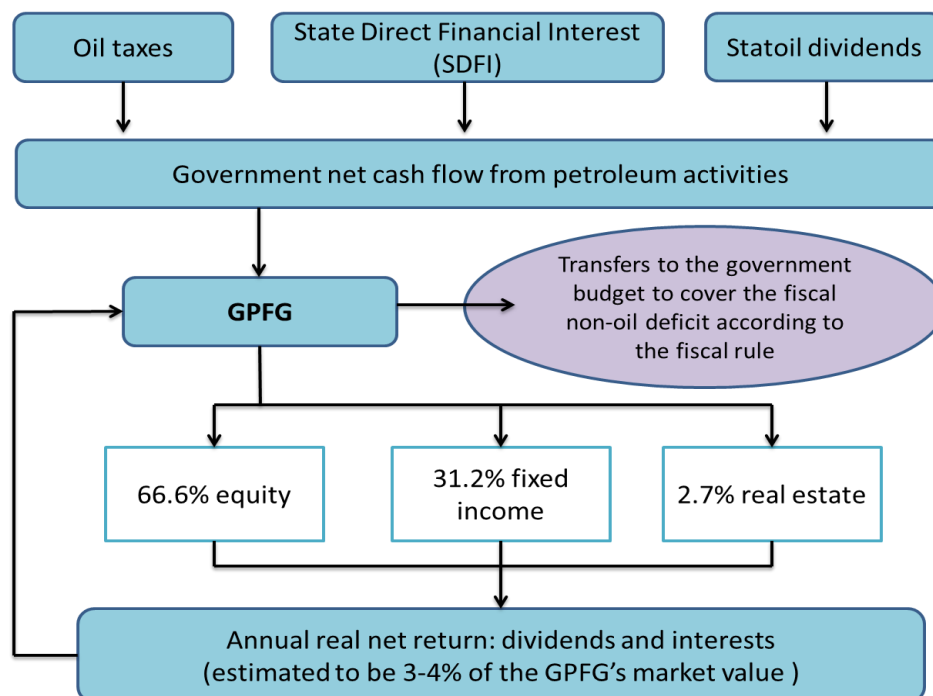 Oil taxes
State Direct Financial Interest
(SDFI)
Statoil dividends
Government net cash flow from petroleum activities
GPFG
Transfers to the government
budget to cover the fiscal
non-oil deficit according to
the fiscal rule
66.6% equity
31.2% fixed
income
2.7% real estate
Annual real net return: dividends and interests
(estimated to be 3-4% of the GPFG’s market value )